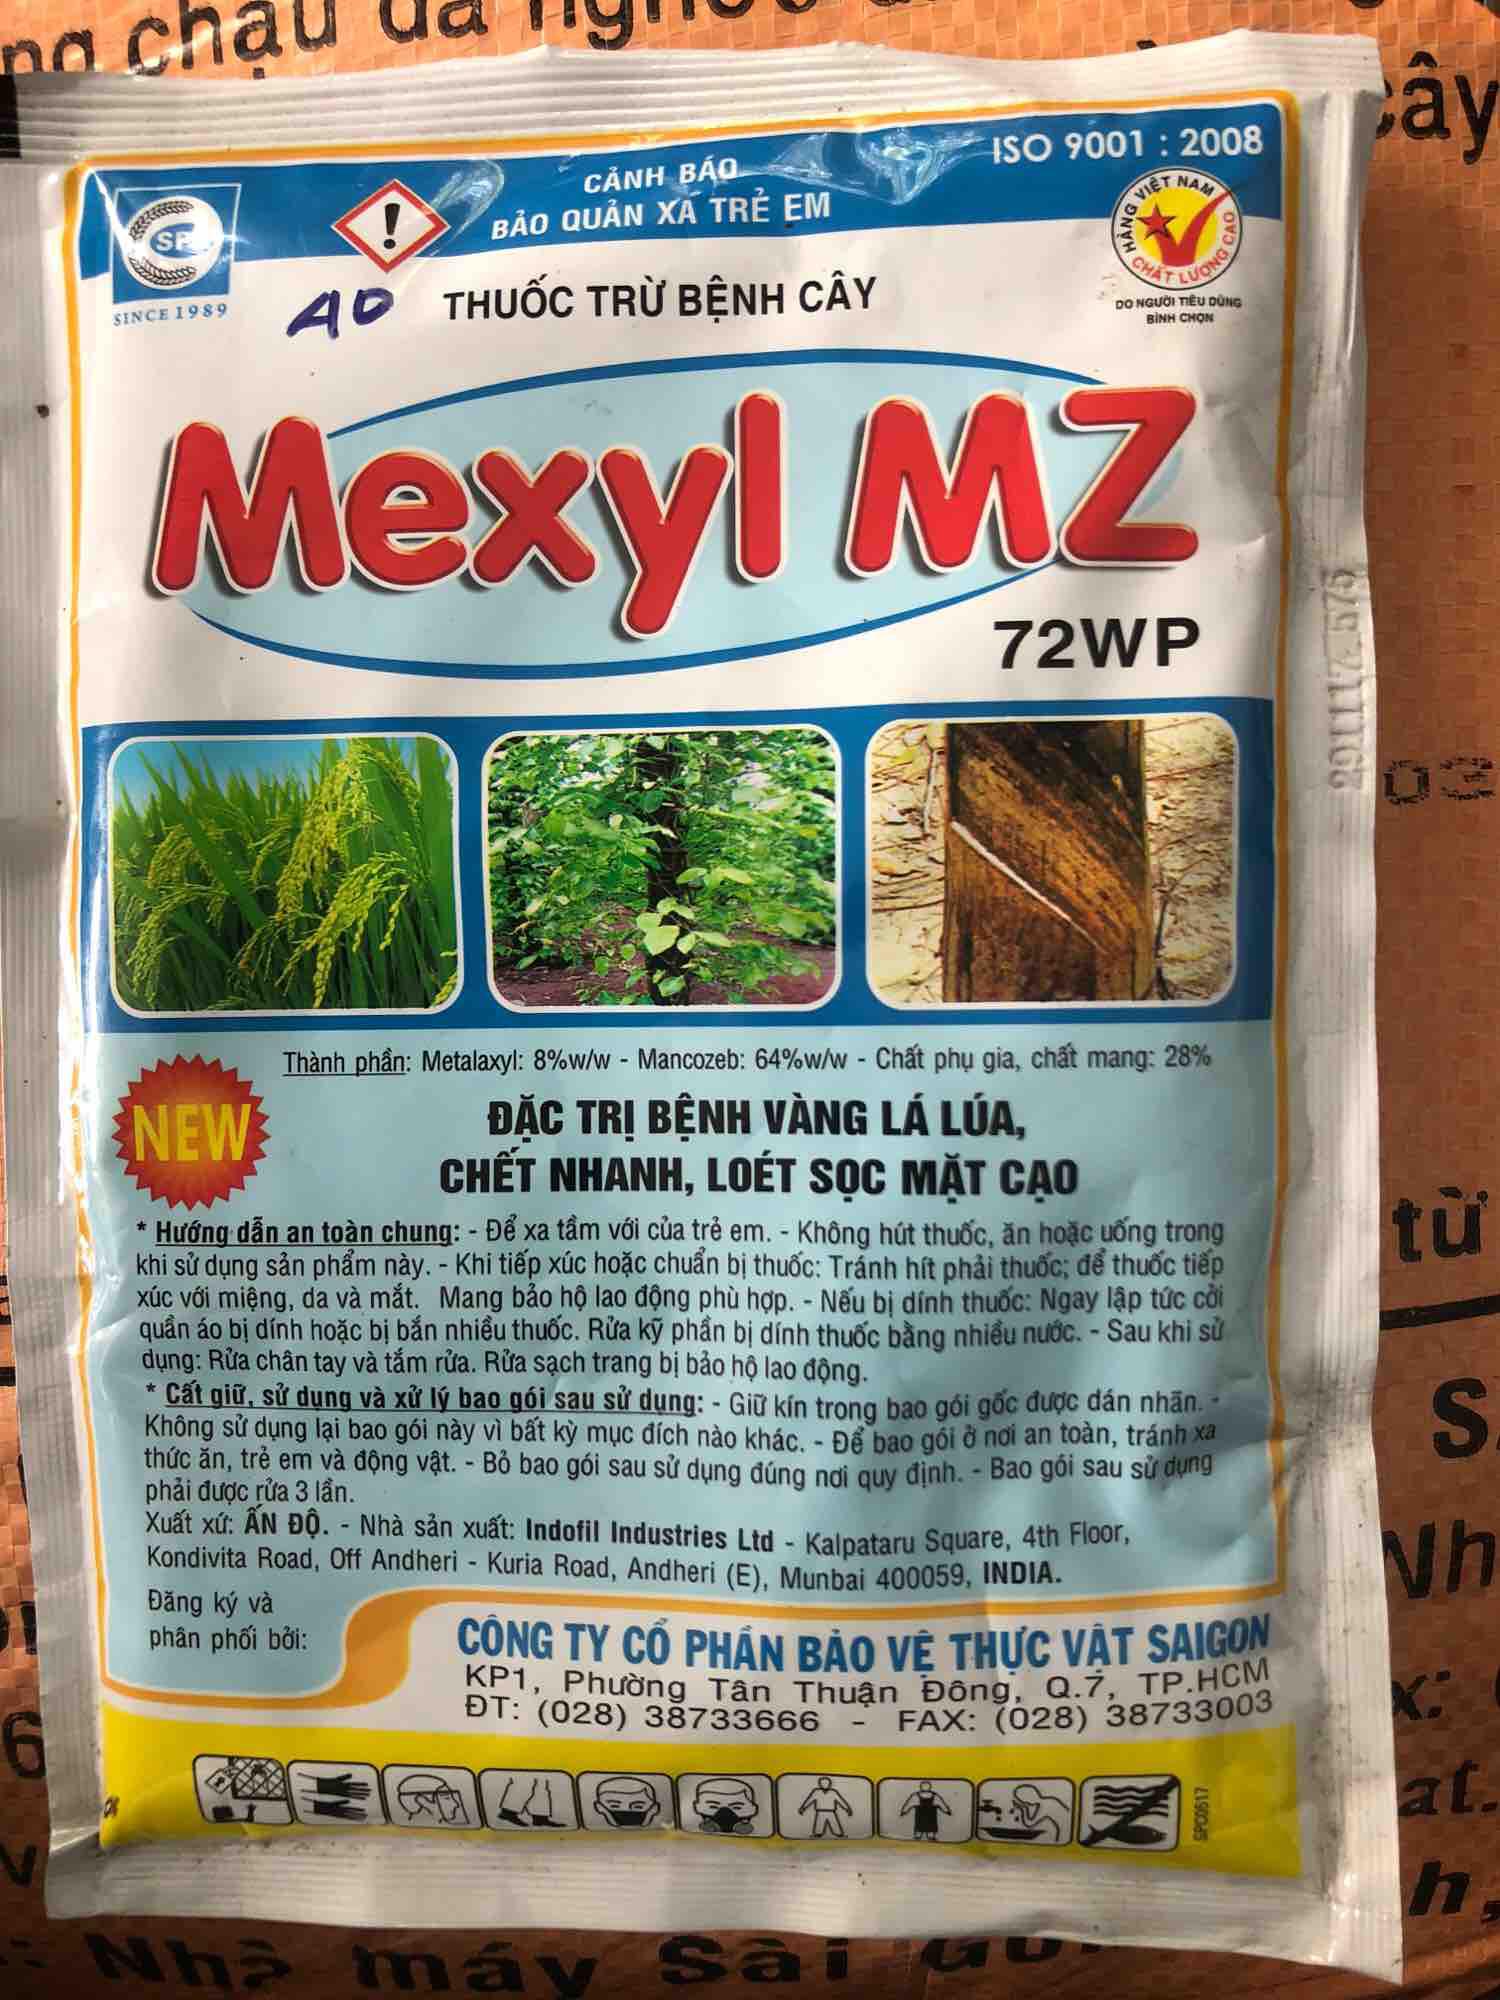 ng chậu đã
cây
ISO 9001 : 2008
CẢNH BÁO
BẢO QUẢN XA TRẺ EM
SPC
SINCE 1989
HÀNG VIỆT NAM
CHẤT LƯỢNG CAO
DO NGƯỜI TIÊU DÙNG
BÌNH CHỌN
AD
THUỐC TRỪ BỆNH CÂY
Mexyl MZ
72WP
Thành phần: Metalaxyl: 8%w/w - Mancozeb: 64%w/w - Chất phụ gia, chất mang: 28%
NEW
ĐẶC TRỊ BỆNH VÀNG LÁ LÚA,
CHẾT NHANH, LOÉT SỌC MẶT CẠO
* Hướng dẫn an toàn chung: - Để xa tầm với của trẻ em. - Không hút thuốc, ăn hoặc uống trong
khi sử dụng sản phẩm này. - Khi tiếp xúc hoặc chuẩn bị thuốc: Tránh hít phải thuốc; để thuốc tiếp
xúc với miệng, da và mắt. Mang bảo hộ lao động phù hợp. - Nếu bị dính thuốc: Ngay lập tức cởi
quần áo bị dính hoặc bị bắn nhiều thuốc. Rửa kỹ phần bị dính thuốc bằng nhiều nước. - Sau khi sử
dụng: Rửa chân tay và tắm rửa. Rửa sạch trang bị bảo hộ lao động.
* Cất giữ, sử dụng và xử lý bao gói sau sử dụng: - Giữ kín trong bao gói gốc được dán nhãn. -
Không sử dụng lại bao gói này vì bất kỳ mục đích nào khác. - Để bao gói ở nơi an toàn, tránh xa
thức ăn, trẻ em và động vật. - Bỏ bao gói sau sử dụng đúng nơi quy định. - Bao gói sau sử dụng
phải được rửa 3 lần.
Xuất xứ: ẤN ĐỘ. - Nhà sản xuất: Indofil Industries Ltd - Kalpataru Square, 4th Floor,
Kondivita Road, Off Andheri - Kuria Road, Andheri (E), Munbai 400059, INDIA.
Đăng ký và
phân phối bởi:
CÔNG TY CỔ PHẦN BẢO VỆ THỰC VẬT SAIGON
KP1, Phường Tân Thuận Đông, Q.7, TP.HCM
ĐT: (028) 38733666 - FAX: (028) 38733003
SPC0517
từ
Nhà máy Sài